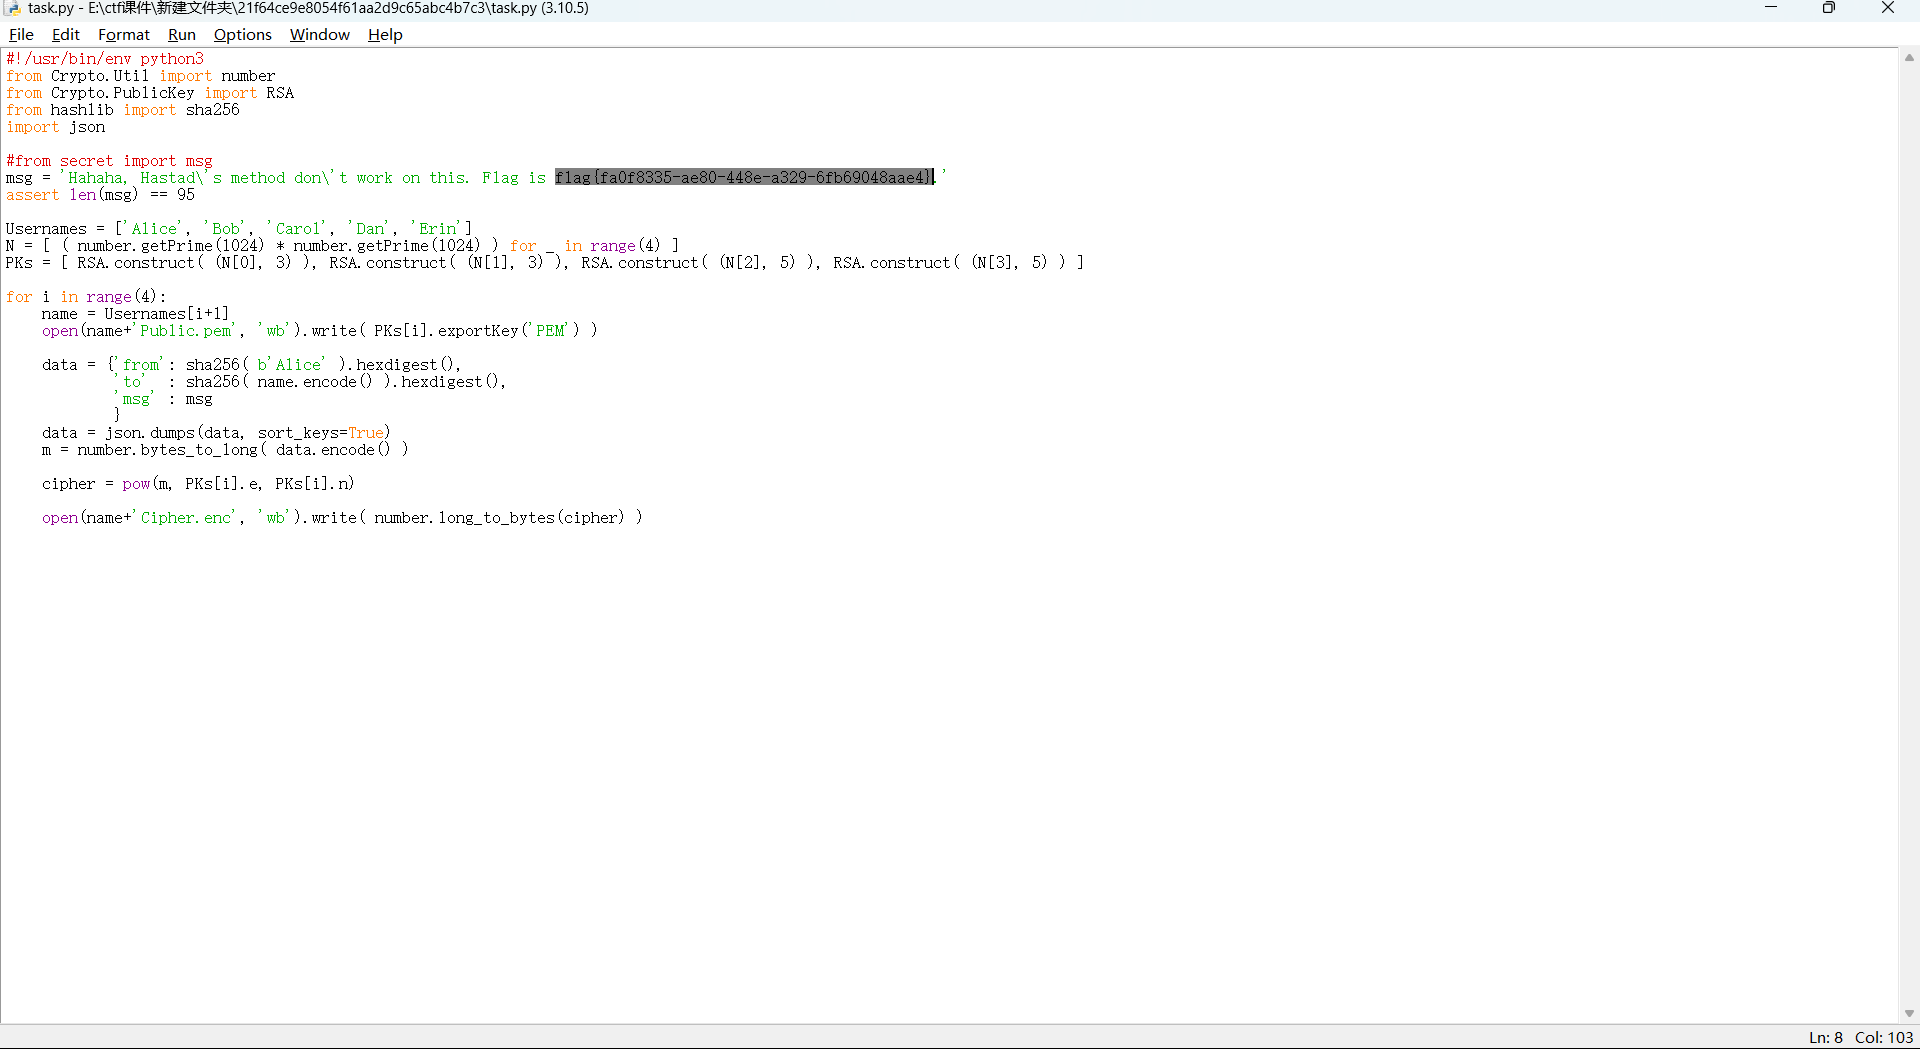 task.py - E:\ctf课件\新建文件夹\21f64ce9e8054f61aa2d9c65abc4b7c3\task.py (3.10.5)
File Edit Format Run Options Window Help
#!/usr/bin/env python3
from Crypto.Util import number
from Crypto.PublicKey import RSA
from hashlib import sha256
import json
#from secret import msg
msg = 'Hahaha, Hastad\'s method don\'t work on this. Flag is flag{fa0f8335-ae80-448e-a329-6fb69048aae4}.'
assert len(msg) == 95
Usernames = ['Alice', 'Bob', 'Carol', 'Dan', 'Erin']
N = [ ( number.getPrime(1024) * number.getPrime(1024) ) for _ in range(4) ]
PKs = [ RSA.construct( (N[0], 3) ), RSA.construct( (N[1], 3) ), RSA.construct( (N[2], 5) ), RSA.construct( (N[3], 5) ) ]
for i in range(4):
    name = Usernames[i+1]
    open(name+'Public.pem', 'wb').write( PKs[i].exportKey('PEM') )
    data = {'from': sha256( b'Alice' ).hexdigest(),
            'to'  : sha256( name.encode() ).hexdigest(),
            'msg' : msg
            }
    data = json.dumps(data, sort_keys=True)
    m = number.bytes_to_long( data.encode() )
    cipher = pow(m, PKs[i].e, PKs[i].n)
    open(name+'Cipher.enc', 'wb').write( number.long_to_bytes(cipher) )
Ln: 8 Col: 103